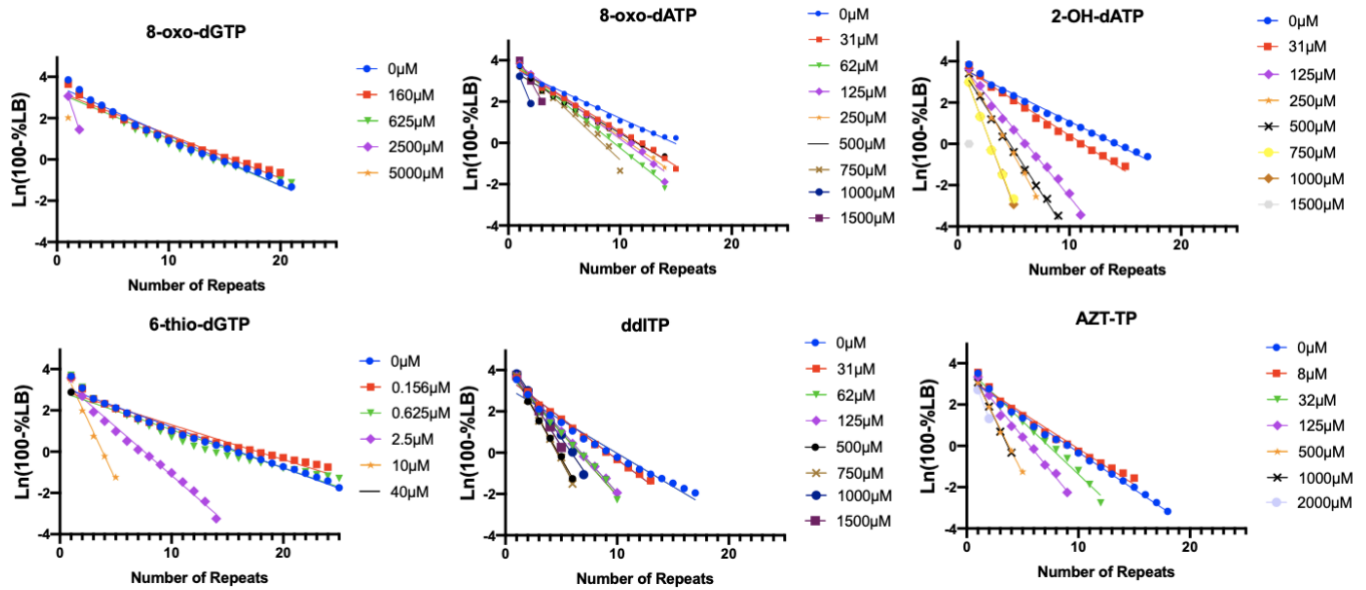 8-oxo-dGTP
Ln(100-%LB)
4
2
0
-2
-4
0
10
20
Number of Repeats
0µM
160µM
625µM
2500µM
5000µM
8-oxo-dATP
Ln(100-%LB)
4
2
0
-2
-4
0
10
20
Number of Repeats
0µM
31µM
62µM
125µM
250µM
500µM
750µM
1000µM
1500µM
2-OH-dATP
Ln(100-%LB)
4
2
0
-2
-4
0
10
20
Number of Repeats
0µM
31µM
125µM
250µM
500µM
750µM
1000µM
1500µM
6-thio-dGTP
Ln(100-%LB)
4
2
0
-2
-4
0
10
20
Number of Repeats
0µM
0.156µM
0.625µM
2.5µM
10µM
40µM
ddITP
Ln(100-%LB)
4
2
0
-2
-4
0
10
20
Number of Repeats
0µM
31µM
62µM
125µM
500µM
750µM
1000µM
1500µM
AZT-TP
Ln(100-%LB)
4
2
0
-2
-4
0
10
20
Number of Repeats
0µM
8µM
32µM
125µM
500µM
1000µM
2000µM